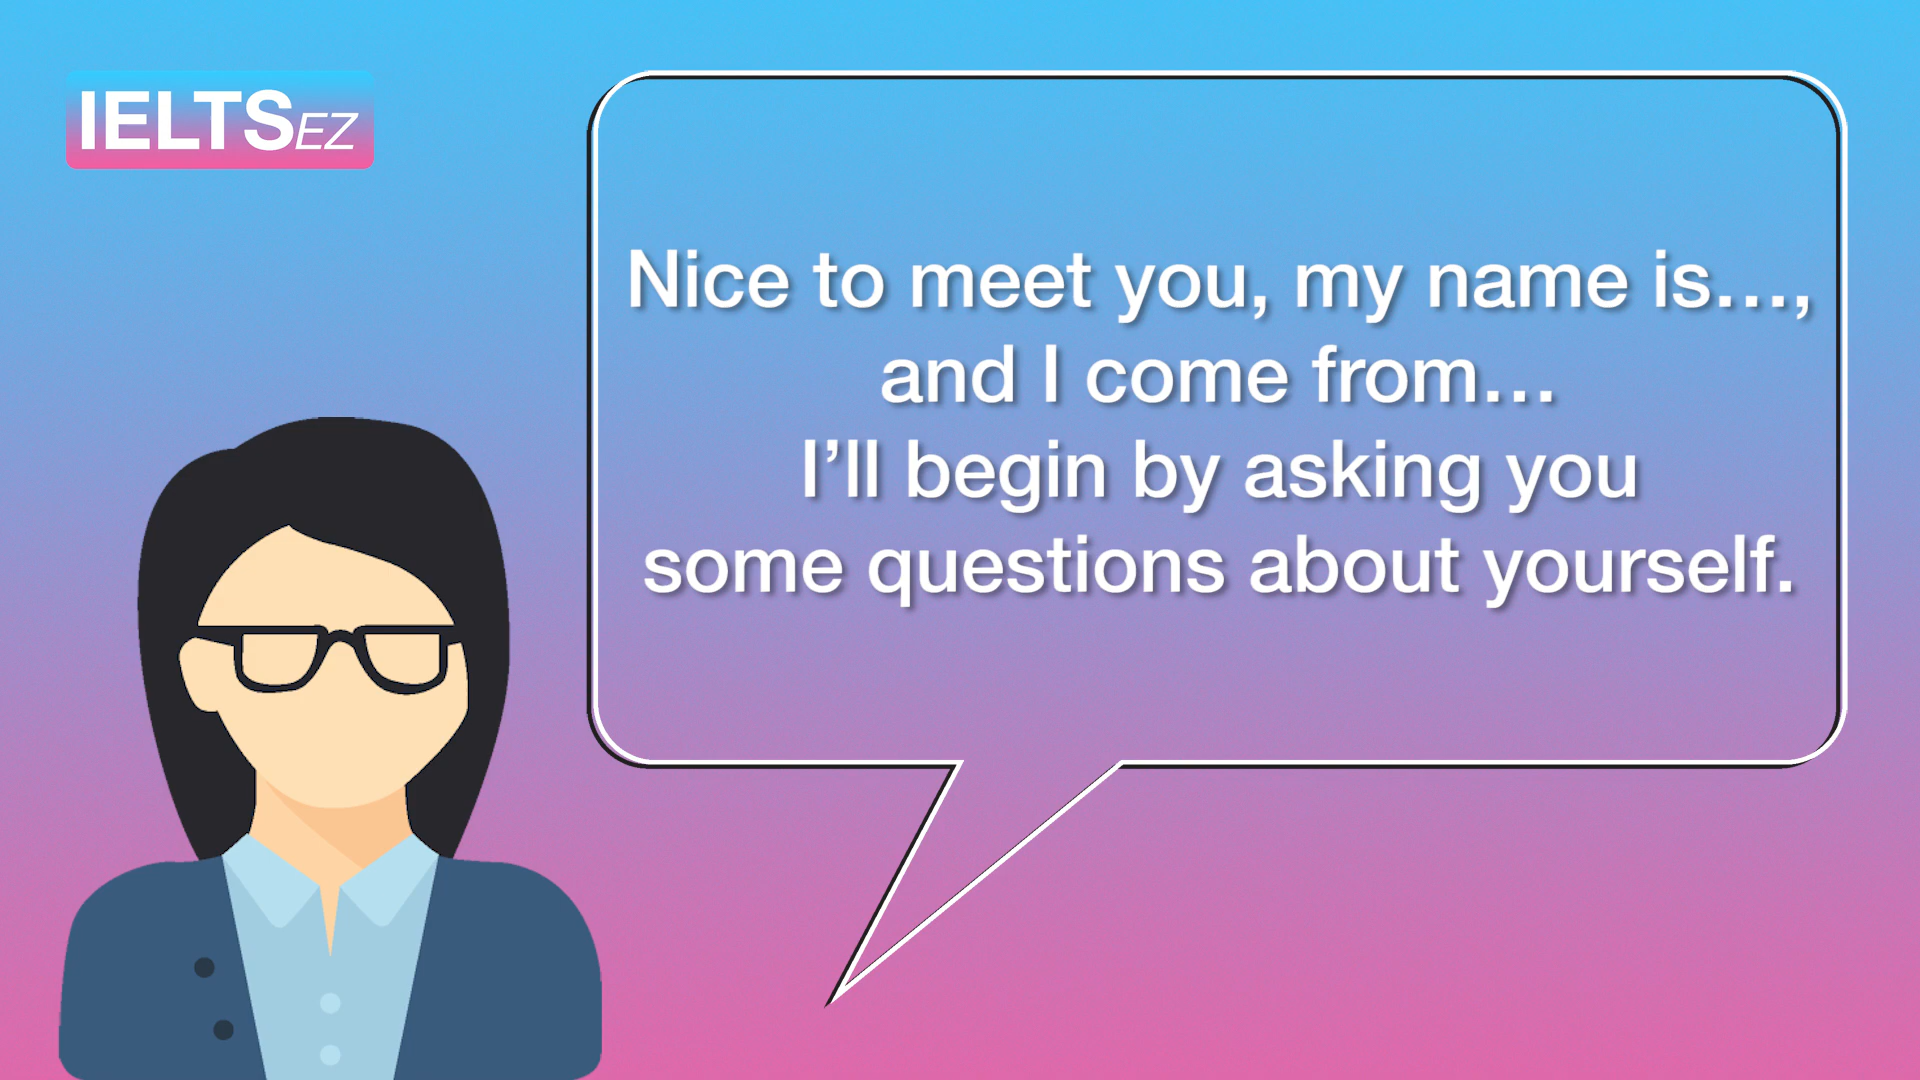 IELTSEZ
Nice to meet you, my name is...,
and I come from...
I’ll begin by asking you
some questions about yourself.